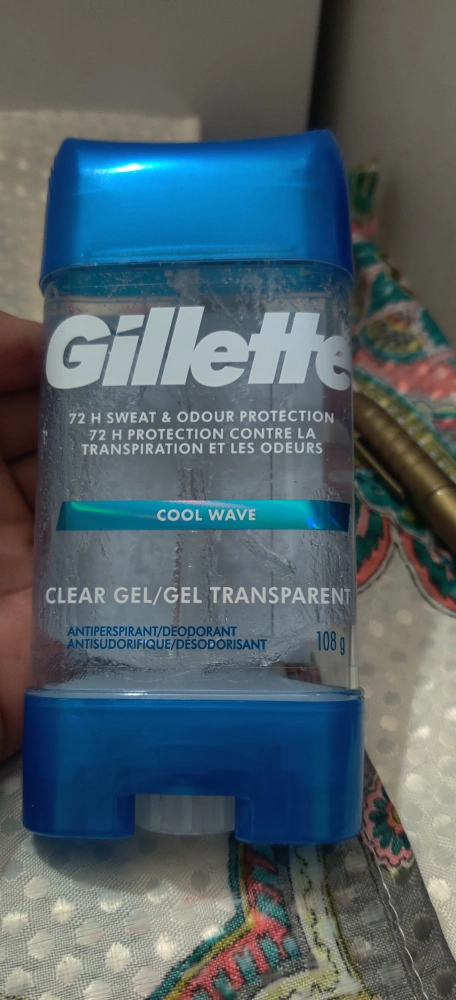 Gillette
72 H SWEAT & ODOUR PROTECTION
72 H PROTECTION CONTRE LA
TRANSPIRATION ET LES ODEURS
COOL WAVE
CLEAR GEL/GEL TRANSPARENT
ANTIPERSPIRANT/DEODORANT
ANTISUDORIFIQUE/DÉSODORISANT
108 g